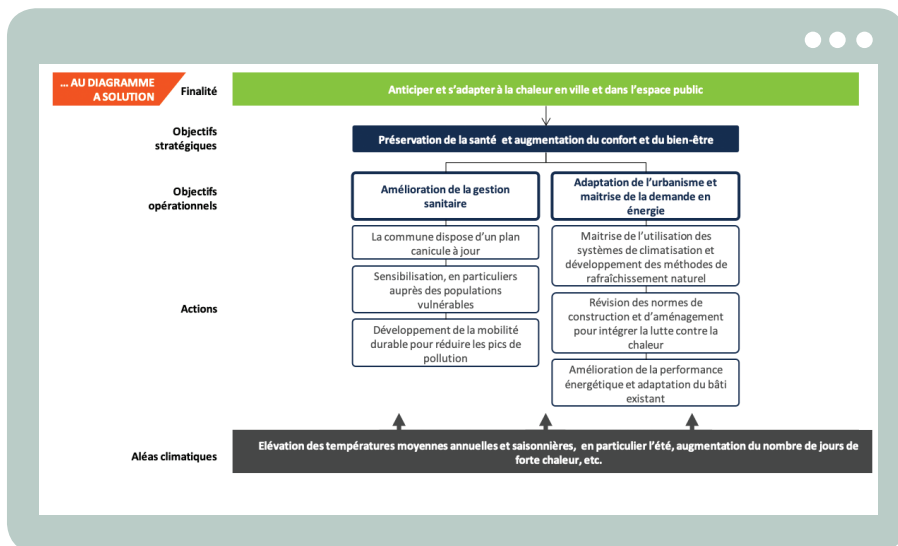 ... AU DIAGRAMME
A SOLUTION
Finalité
Anticiper et s'adapter à la chaleur en ville et dans l'espace public
Objectifs
stratégiques
Préservation de la santé et augmentation du confort et du bien-être
Objectifs
opérationnels
Amélioration de la gestion
sanitaire
Adaptation de l'urbanisme et
maitrise de la demande en
énergie
Actions
La commune dispose d'un plan
canicule à jour
Sensibilisation, en particuliers
auprès des populations
vulnérables
Développement de la mobilité
durable pour réduire les pics de
pollution
Maitrise de l'utilisation des
systèmes de climatisation et
développement des méthodes de
rafraîchissement naturel
Révision des normes de
construction et d'aménagement
pour intégrer la lutte contre la
chaleur
Amélioration de la performance
énergétique et adaptation du bâti
existant
Aléas climatiques
Elévation des températures moyennes annuelles et saisonnières, en particulier l'été, augmentation du nombre de jours de
forte chaleur, etc.